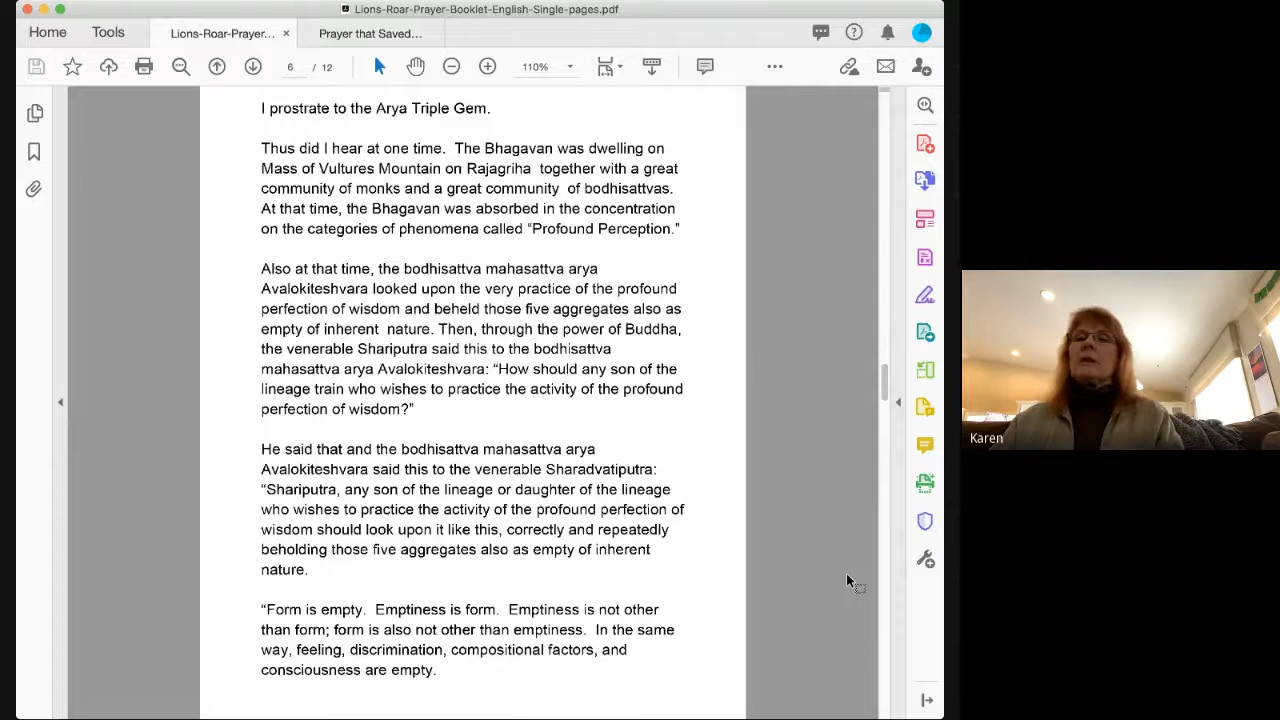 Lions-Roar-Prayer-Booklet-English-Single-pages.pdf
Home Tools Lions-Roar-Prayer... × Prayer that Saved...
6 / 12 110%
I prostrate to the Arya Triple Gem.
Thus did I hear at one time. The Bhagavan was dwelling on
Mass of Vultures Mountain on Rajagriha together with a great
community of monks and a great community of bodhisattvas.
At that time, the Bhagavan was absorbed in the concentration
on the categories of phenomena called “Profound Perception.”
Also at that time, the bodhisattva mahasattva arya
Avalokiteshvara looked upon the very practice of the profound
perfection of wisdom and beheld those five aggregates also as
empty of inherent nature. Then, through the power of Buddha,
the venerable Shariputra said this to the bodhisattva
mahasattva arya Avalokiteshvara: “How should any son of the
lineage train who wishes to practice the activity of the profound
perfection of wisdom?”
He said that and the bodhisattva mahasattva arya
Avalokiteshvara said this to the venerable Sharadvatiputra:
“Shariputra, any son of the lineage or daughter of the lineage
who wishes to practice the activity of the profound perfection of
wisdom should look upon it like this, correctly and repeatedly
beholding those five aggregates also as empty of inherent
nature.
“Form is empty. Emptiness is form. Emptiness is not other
than form; form is also not other than emptiness. In the same
way, feeling, discrimination, compositional factors, and
consciousness are empty.
Karen